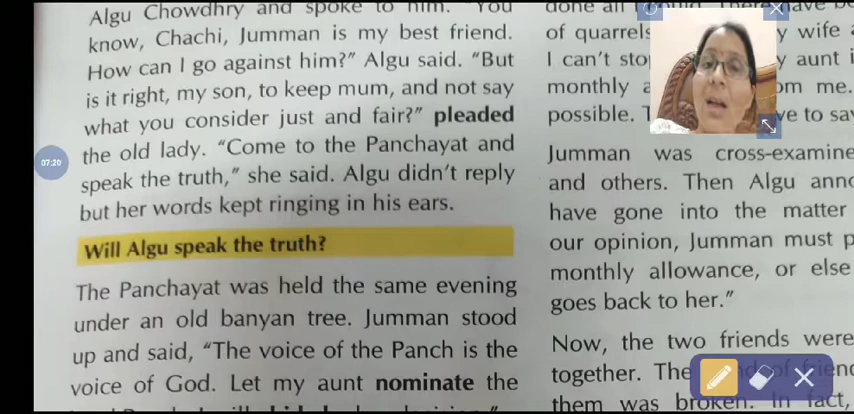 Algu Chowdhry and spoke to him. "You
know, Chachi, Jumman is my best friend.
How can I go against him?" Algu said. "But
is it right, my son, to keep mum, and not say
what you consider just and fair?" pleaded
the old lady. "Come to the Panchayat and
speak the truth," she said. Algu didn't reply
but her words kept ringing in his ears.
Will Algu speak the truth?
The Panchayat was held the same evening
under an old banyan tree. Jumman stood
up and said, "The voice of the Panch is the
voice of God. Let my aunt nominate the
done all I
of quarrels y wife
I can't y aunt
monthly om me.
possible. ve to
Jumman was
and others. Then Algu
have gone into the matter
our opinion, Jumman must
monthly allowance, or else
goes back to her."
Now, the two friends were
together. The
them was broken. In fact,
07:20